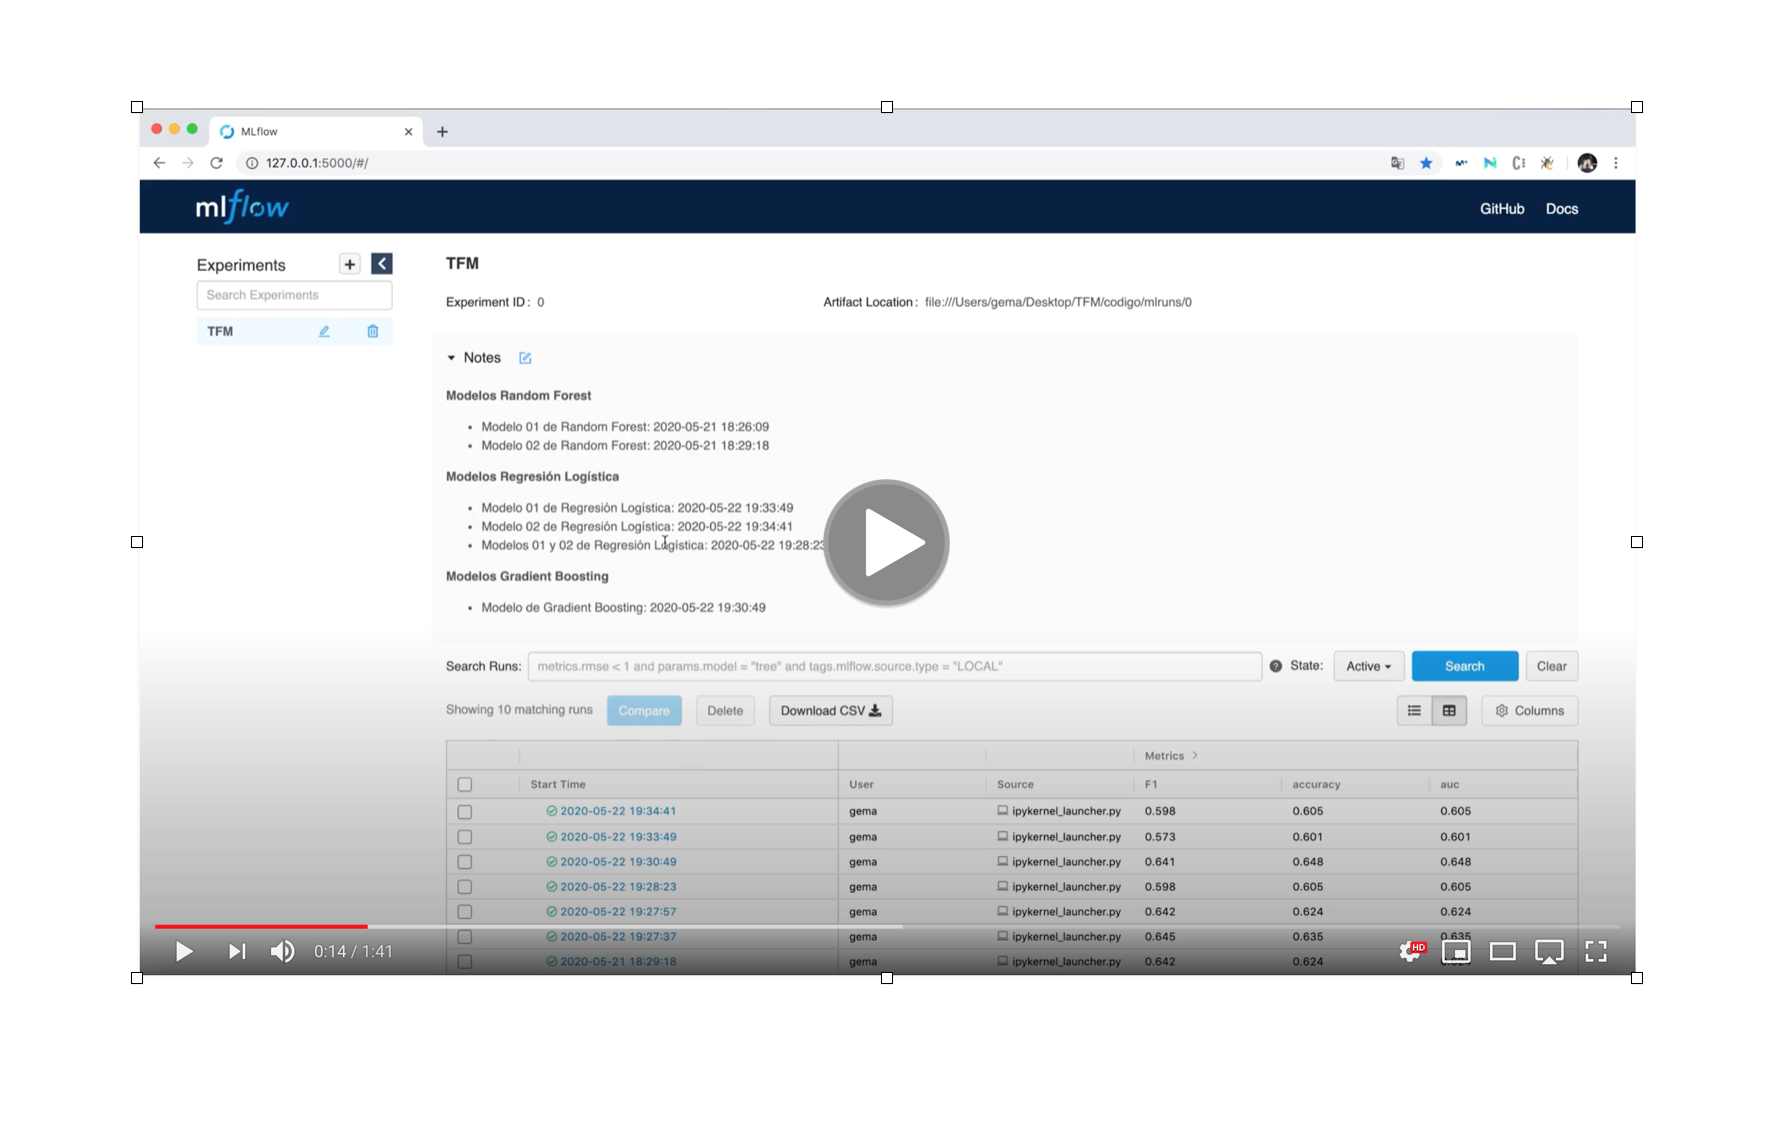 MLflow
127.0.0.1:5000/#/
mlflow
GitHub Docs
Experiments
Search Experiments
TFM
TFM
Experiment ID: 0
Artifact Location: file:///Users/gema/Desktop/TFM/codigo/mlruns/0
Notes
Modelos Random Forest
• Modelo 01 de Random Forest: 2020-05-21 18:26:09
• Modelo 02 de Random Forest: 2020-05-21 18:29:18
Modelos Regresión Logística
• Modelo 01 de Regresión Logística: 2020-05-22 19:33:49
• Modelo 02 de Regresión Logística: 2020-05-22 19:34:41
• Modelos 01 y 02 de Regresión Logística: 2020-05-22 19:28:23
Modelos Gradient Boosting
• Modelo de Gradient Boosting: 2020-05-22 19:30:49
Search Runs: metrics.rmse < 1 and params.model = "tree" and tags.mlflow.source.type = "LOCAL" State: Active Search Clear
Showing 10 matching runs Compare Delete Download CSV Columns
Metrics >
Start Time User Source F1 accuracy auc
2020-05-22 19:34:41 gema ipykernel_launcher.py 0.598 0.605 0.605
2020-05-22 19:33:49 gema ipykernel_launcher.py 0.573 0.601 0.601
2020-05-22 19:30:49 gema ipykernel_launcher.py 0.641 0.648 0.648
2020-05-22 19:28:23 gema ipykernel_launcher.py 0.598 0.605 0.605
2020-05-22 19:27:57 gema ipykernel_launcher.py 0.642 0.624 0.624
2020-05-22 19:27:37 gema ipykernel_launcher.py 0.645 0.635 0.635
2020-05-21 18:29:18 gema ipykernel_launcher.py 0.642 0.624
0:14 / 1:41
HD